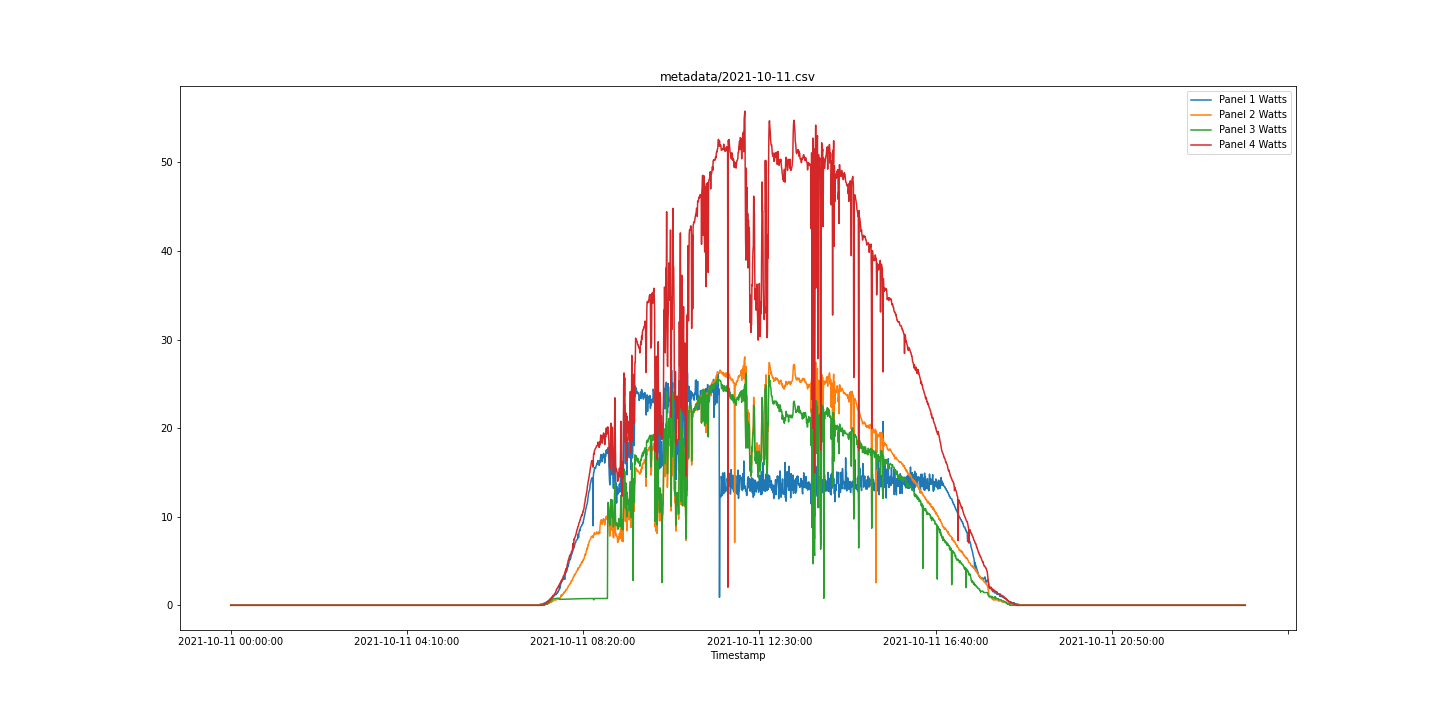 metadata/2021-10-11.csv
Panel 1 Watts
Panel 2 Watts
Panel 3 Watts
Panel 4 Watts
50
40
30
20
10
0
2021-10-11 00:00:00 2021-10-11 04:10:00 2021-10-11 08:20:00 2021-10-11 12:30:00 2021-10-11 16:40:00 2021-10-11 20:50:00
Timestamp